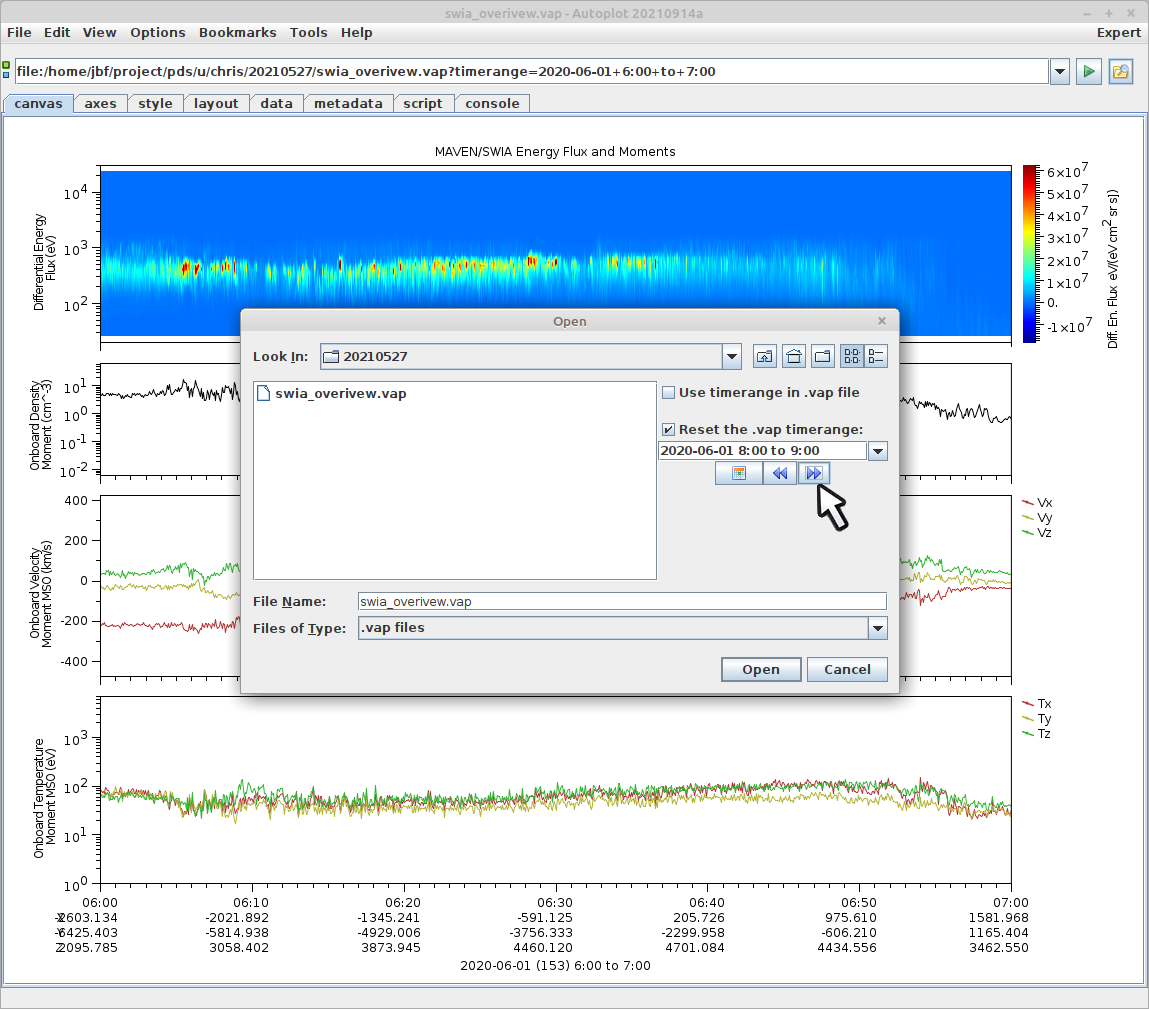 swia_overivew.vap - Autoplot 20210914a
File Edit View Options Bookmarks Tools Help Expert
file:/home/jbf/project/pds/u/chris/20210527/swia_overivew.vap?timerange=2020-06-01+6:00+to+7:00
canvas axes style layout data metadata script console
MAVEN/SWIA Energy Flux and Moments
Differential Energy
Flux (eV)
10^4
10^3
10^2
6×10^7
5×10^7
4×10^7
3×10^7
2×10^7
1×10^7
0.
-1×10^7
Diff. En. Flux eV/(eV cm^2 sr s])
Open
Look In: 20210527
swia_overivew.vap
Use timerange in .vap file
Reset the .vap timerange:
2020-06-01 8:00 to 9:00
File Name: swia_overivew.vap
Files of Type: .vap files
Open Cancel
Onboard Density
Moment (cm^-3)
10^1
10^0
10^-1
10^-2
Onboard Velocity
Moment MSO (km/s)
400
200
0
-200
-400
Vx
Vy
Vz
Onboard Temperature
Moment MSO (eV)
10^3
10^2
10^1
10^0
Tx
Ty
Tz
06:00 06:10 06:20 06:30 06:40 06:50 07:00
-2603.134 -2021.892 -1345.241 -591.125 205.726 975.610 1581.968
-6425.403 -5814.938 -4929.006 -3756.333 -2299.958 -606.210 1165.404
2095.785 3058.402 3873.945 4460.120 4701.084 4434.556 3462.550
2020-06-01 (153) 6:00 to 7:00